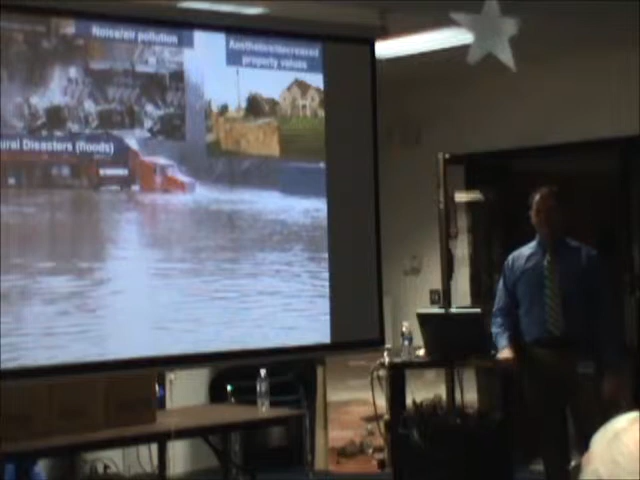 Noise/air pollution
Aesthetics/decreased
property values
ural Disasters (floods)